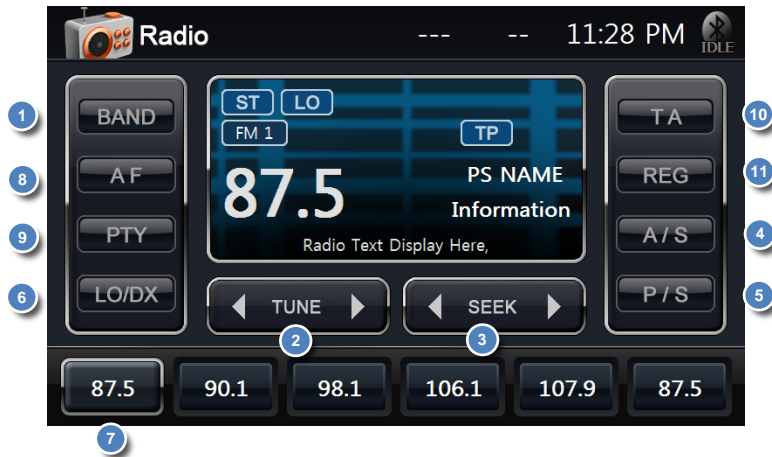 Radio --- -- 11:28 PM IDLE
1 BAND ST LO TA 10
FM 1 TP
8 AF 87.5 PS NAME REG 11
9 PTY Information A/S 4
Radio Text Display Here,
6 LO/DX TUNE SEEK P/S 5
2 3
87.5 90.1 98.1 106.1 107.9 87.5
7